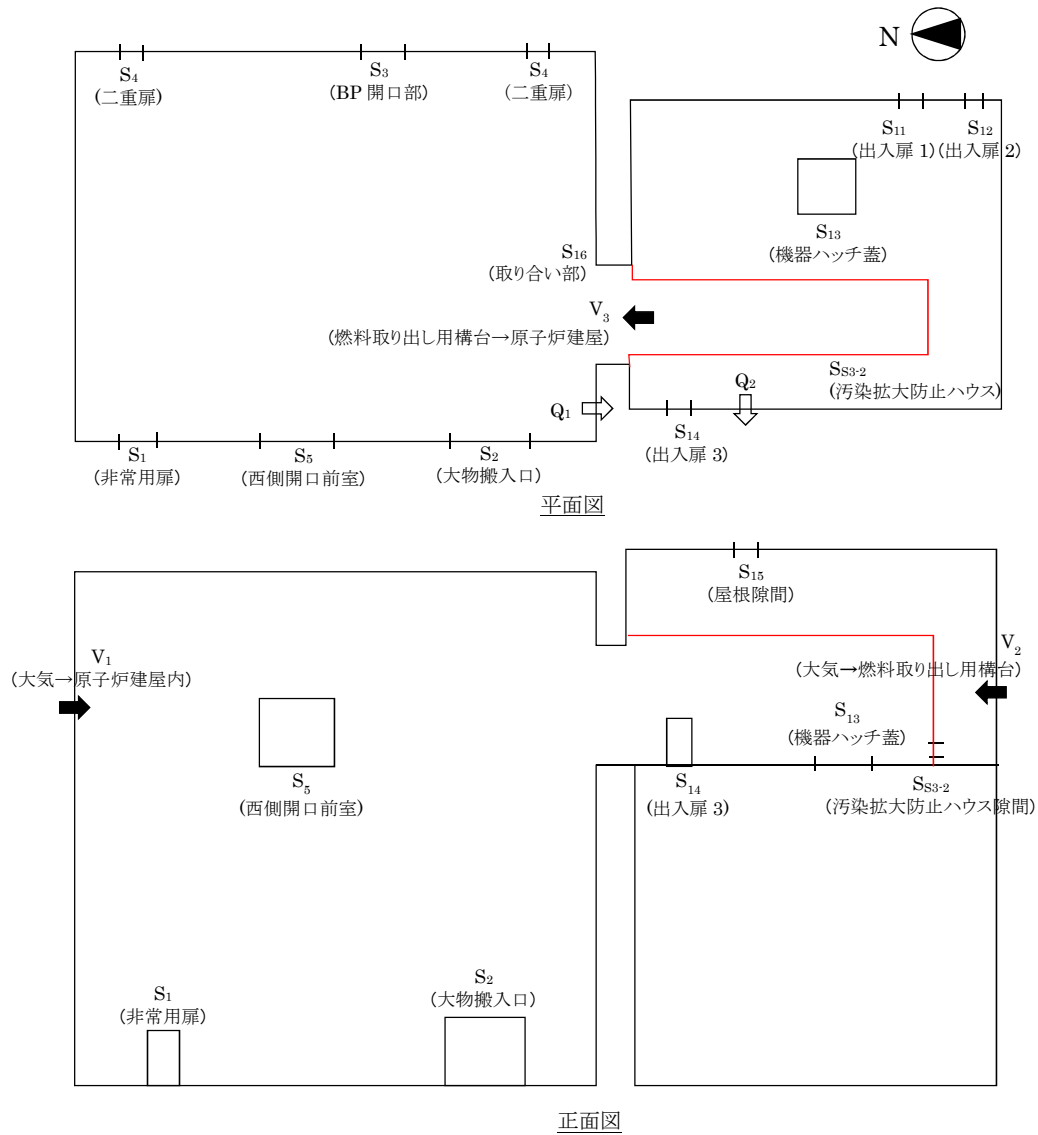 N
S4
(二重扉)
S3
(BP 開口部)
S4
(二重扉)
S11
(出入扉 1)
S12
(出入扉 2)
S13
(機器ハッチ蓋)
S16
(取り合い部)
V3
(燃料取り出し用構台→原子炉建屋)
SS3-2
(汚染拡大防止ハウス)
Q1
Q2
S14
(出入扉 3)
S1
(非常用扉)
S5
(西側開口前室)
S2
(大物搬入口)
平面図
S15
(屋根隙間)
V1
(大気→原子炉建屋内)
V2
(大気→燃料取り出し用構台)
S13
(機器ハッチ蓋)
S5
(西側開口前室)
S14
(出入扉 3)
SS3-2
(汚染拡大防止ハウス隙間)
S2
(大物搬入口)
S1
(非常用扉)
正面図